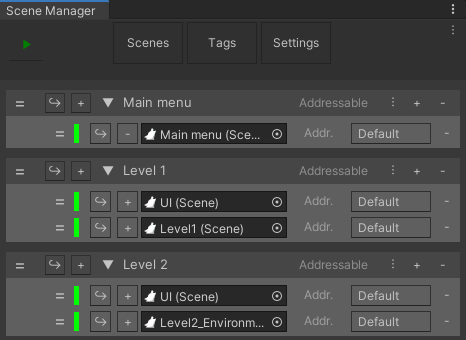 Scene Manager
Scenes Tags Settings
Main menu Addressable
Main menu (Sce... Addr. Default
Level 1 Addressable
UI (Scene) Addr. Default
Level1 (Scene) Addr. Default
Level 2 Addressable
UI (Scene) Addr. Default
Level2_Environm... Addr. Default